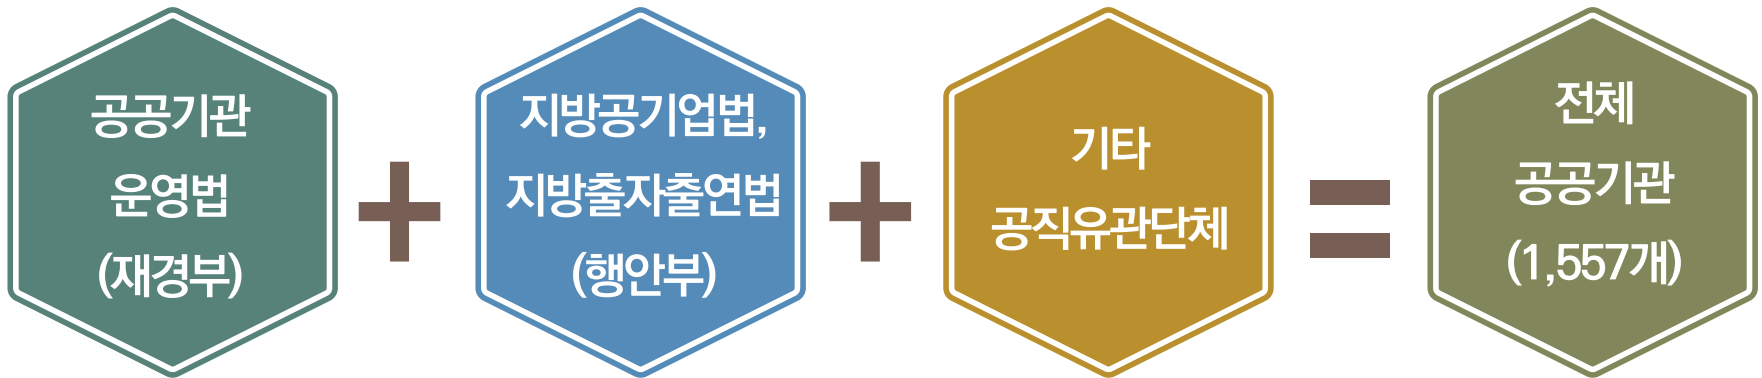 공공기관
운영법
(재경부)
+
지방공기업법,
지방출자출연법
(행안부)
+
기타
공직유관단체
=
전체
공공기관
(1,557개)